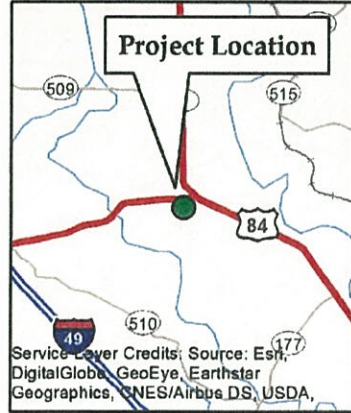 Project Location
509
515
84
510
49
177
Service Layer Credits: Source: Esri,
DigitalGlobe, GeoEye, Earthstar
Geographics, CNES/Airbus DS, USDA,